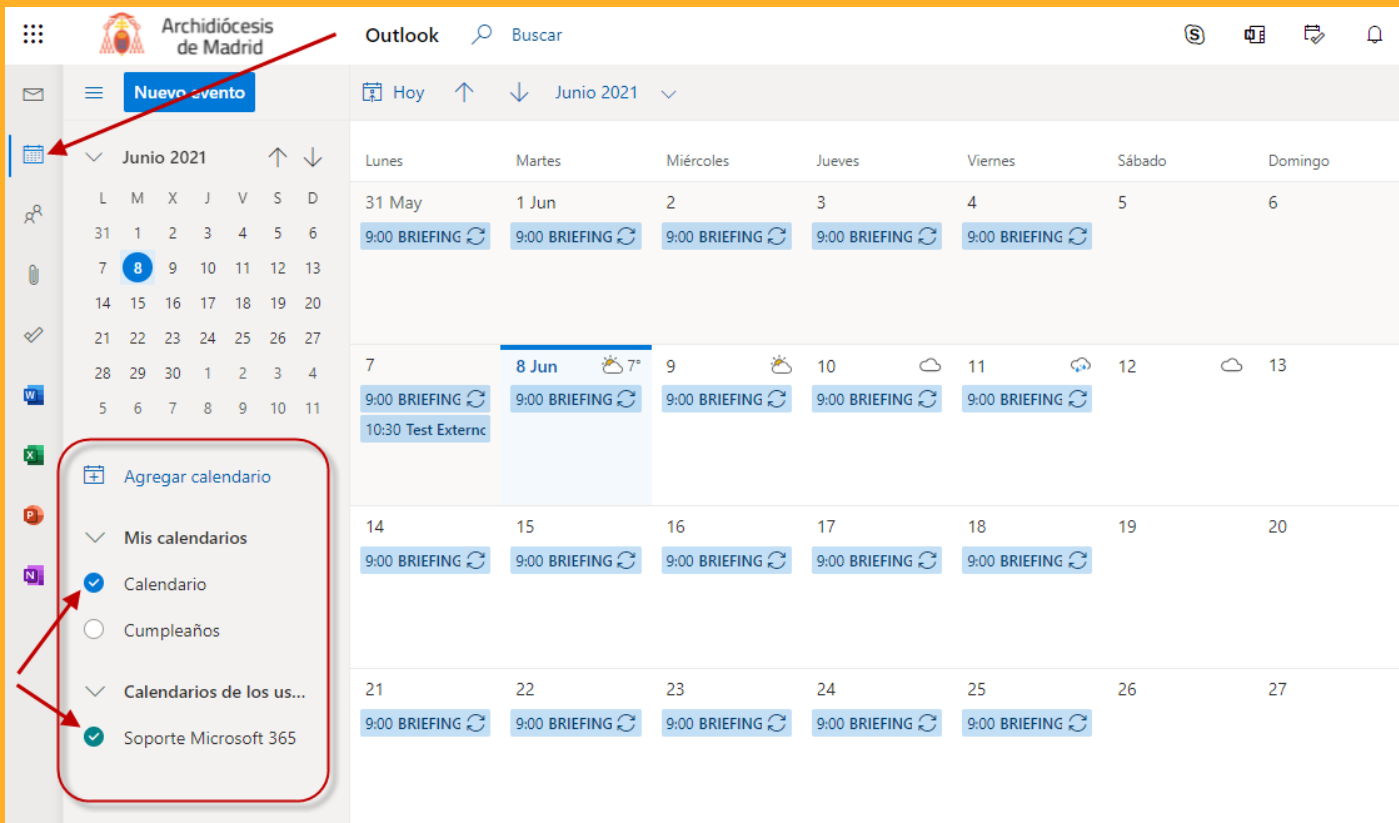 Archidiócesis
de Madrid
Outlook
Buscar
Nuevo evento
Hoy
Junio 2021
Junio 2021
L M X J V S D
31 1 2 3 4 5 6
7 8 9 10 11 12 13
14 15 16 17 18 19 20
21 22 23 24 25 26 27
28 29 30 1 2 3 4
5 6 7 8 9 10 11
Agregar calendario
Mis calendarios
Calendario
Cumpleaños
Calendarios de los us...
Soporte Microsoft 365
Lunes Martes Miércoles Jueves Viernes Sábado Domingo
31 May 1 Jun 2 3 4 5 6
9:00 BRIEFING 9:00 BRIEFING 9:00 BRIEFING 9:00 BRIEFING 9:00 BRIEFING
7 8 Jun 7° 9 10 11 12 13
9:00 BRIEFING 9:00 BRIEFING 9:00 BRIEFING 9:00 BRIEFING 9:00 BRIEFING
10:30 Test Externo
14 15 16 17 18 19 20
9:00 BRIEFING 9:00 BRIEFING 9:00 BRIEFING 9:00 BRIEFING 9:00 BRIEFING
21 22 23 24 25 26 27
9:00 BRIEFING 9:00 BRIEFING 9:00 BRIEFING 9:00 BRIEFING 9:00 BRIEFING